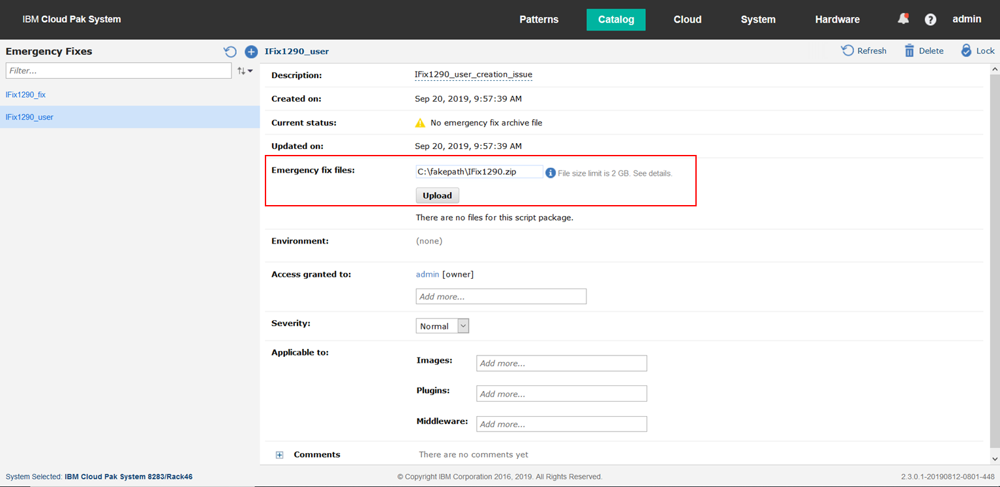 IBM Cloud Pak System
Patterns Catalog Cloud System Hardware ? admin
Emergency Fixes
Filter...
IFix1290_fix
IFix1290_user
IFix1290_user Refresh Delete Lock
Description: IFix1290_user_creation_issue
Created on: Sep 20, 2019, 9:57:39 AM
Current status: No emergency fix archive file
Updated on: Sep 20, 2019, 9:57:39 AM
Emergency fix files: C:\fakepath\IFix1290.zip File size limit is 2 GB. See details.
Upload
There are no files for this script package.
Environment: (none)
Access granted to: admin [owner]
Add more...
Severity: Normal
Applicable to:
Images: Add more...
Plugins: Add more...
Middleware: Add more...
Comments There are no comments yet
System Selected: IBM Cloud Pak System 8283/Rack46 © Copyright IBM Corporation 2016, 2019. All Rights Reserved. 2.3.0.1-20190812-0801-448